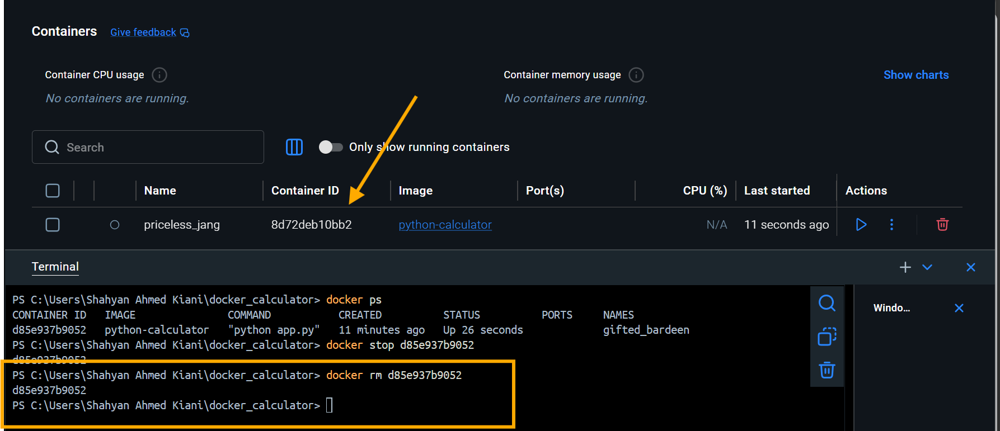 Containers Give feedback
Container CPU usage
Container memory usage
Show charts
No containers are running.
No containers are running.
Search
Only show running containers
Name Container ID Image Port(s) CPU (%) Last started Actions
priceless_jang 8d72deb10bb2 python-calculator N/A 11 seconds ago
Terminal
PS C:\Users\Shahyan Ahmed Kiani\docker_calculator> docker ps
CONTAINER ID IMAGE COMMAND CREATED STATUS PORTS NAMES
d85e937b9052 python-calculator "python app.py" 11 minutes ago Up 26 seconds gifted_bardeen
PS C:\Users\Shahyan Ahmed Kiani\docker_calculator> docker stop d85e937b9052
d85e937b9052
PS C:\Users\Shahyan Ahmed Kiani\docker_calculator> docker rm d85e937b9052
d85e937b9052
PS C:\Users\Shahyan Ahmed Kiani\docker_calculator>
Windo...